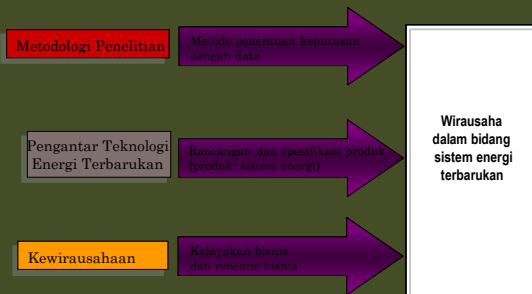 Metodologi Penelitian
Metode penentuan keputusan
dengan data
Pengantar Teknologi
Energi Terbarukan
Rancangan dan spesifikasi produk
(produk: sistem energi)
Kewirausahaan
Kelayakan bisnis
dan rencana bisnis
Wirausaha
dalam bidang
sistem energi
terbarukan